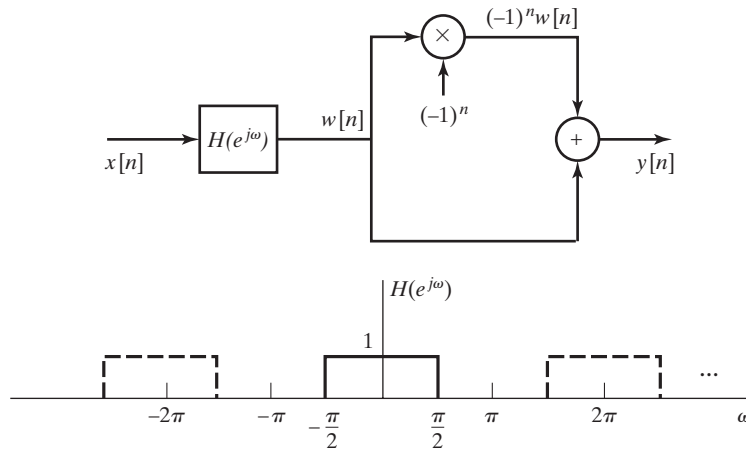 (−1)ⁿw[n]
×
w[n]
(−1)ⁿ
H(e^{jω})
+
x[n]
y[n]
H(e^{jω})
1
...
−2π
−π
−π/2
π/2
π
2π
ω